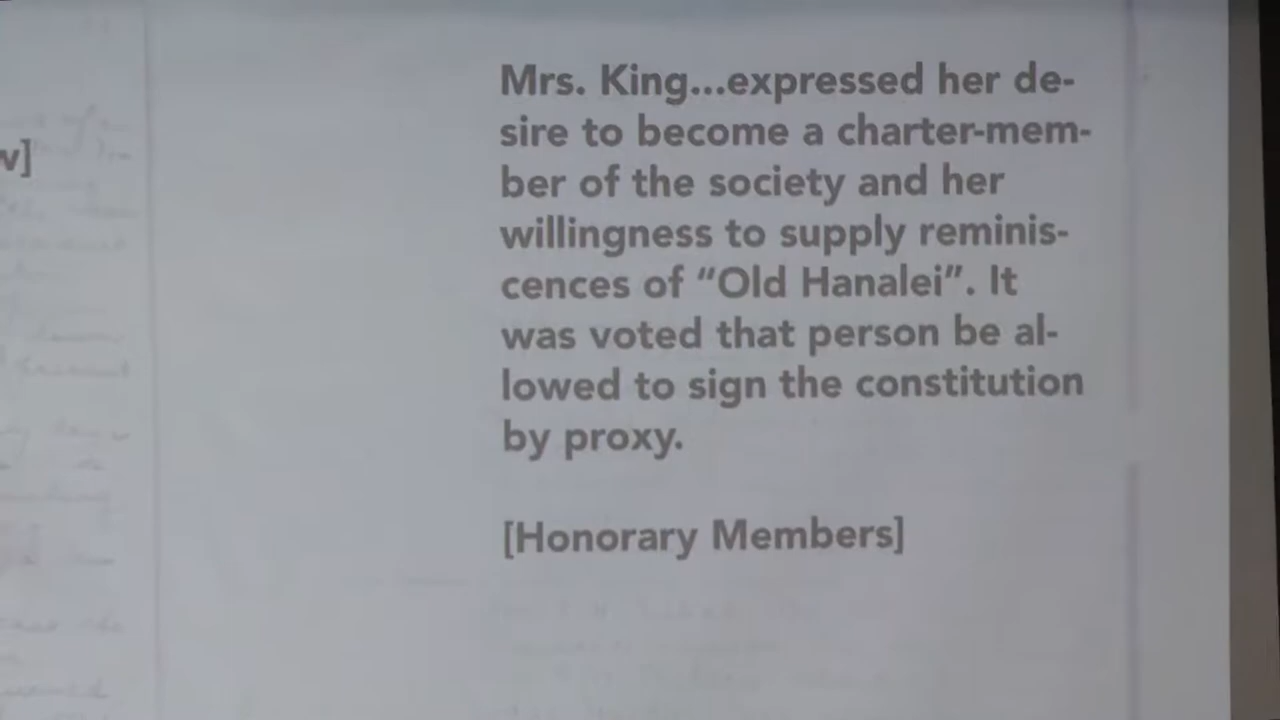 v]
Mrs. King...expressed her de-
sire to become a charter-mem-
ber of the society and her
willingness to supply reminis-
cences of “Old Hanalei”. It
was voted that person be al-
lowed to sign the constitution
by proxy.
[Honorary Members]